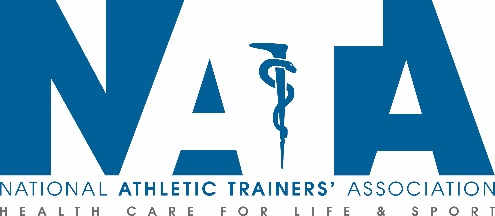 NATA
NATIONAL ATHLETIC TRAINERS' ASSOCIATION
HEALTH CARE FOR LIFE & SPORT